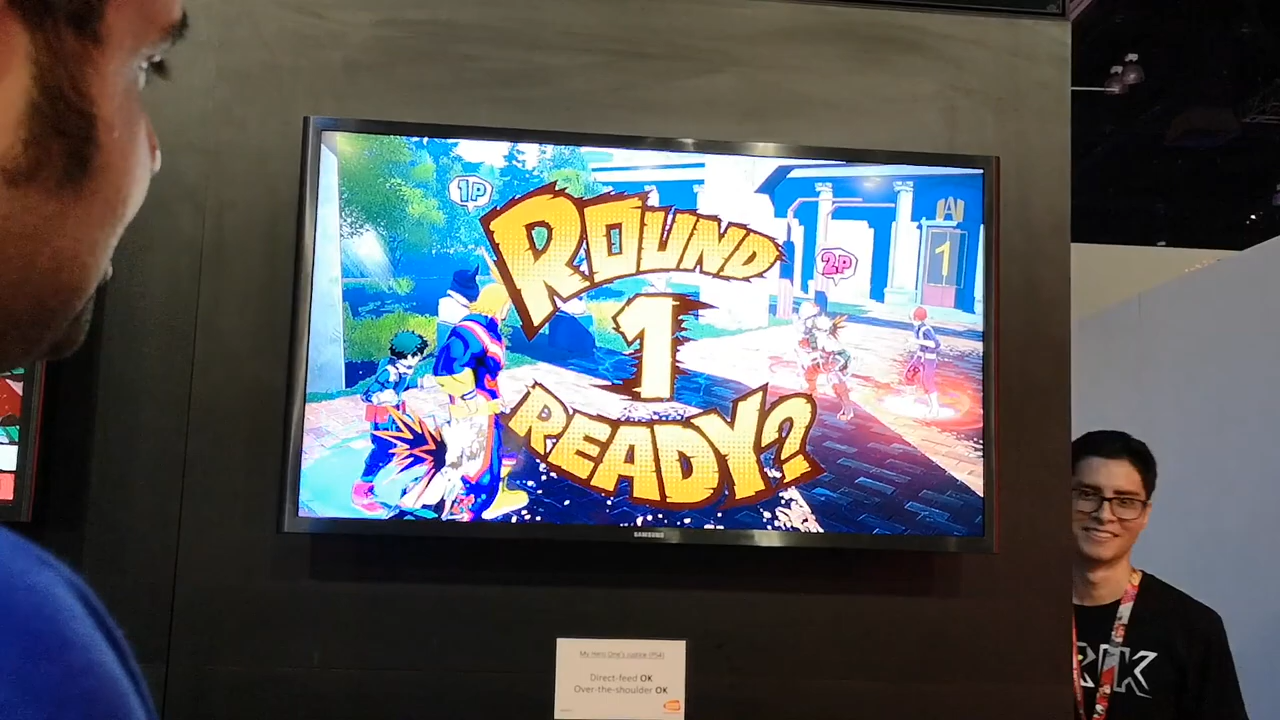 1P
ROUND
2P
A
1
1
READY?
SAMSUNG
My Hero One's Justice (PS4)
Direct-feed OK
Over-the-shoulder OK